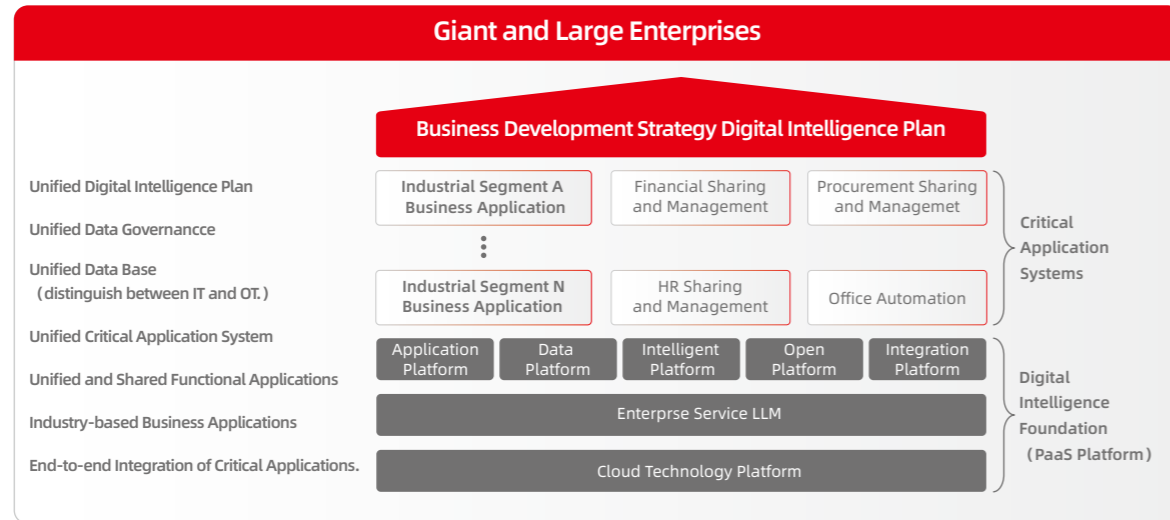 Giant and Large Enterprises
Business Development Strategy Digital Intelligence Plan
Unified Digital Intelligence Plan
Unified Data Governancce
Unified Data Base
（distinguish between IT and OT.）
Unified Critical Application System
Unified and Shared Functional Applications
Industry-based Business Applications
End-to-end Integration of Critical Applications.
Industrial Segment A
Business Application
Financial Sharing
and Management
Procurement Sharing
and Managemet
Industrial Segment N
Business Application
HR Sharing
and Management
Office Automation
Critical
Application
Systems
Application
Platform
Data
Platform
Intelligent
Platform
Open
Platform
Integration
Platform
Enterprse Service LLM
Cloud Technology Platform
Digital
Intelligence
Foundation
（PaaS Platform）